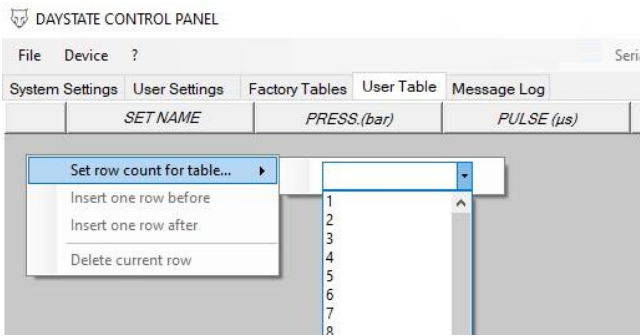 DAYSTATE CONTROL PANEL
File Device ?
System Settings User Settings Factory Tables User Table Message Log
SET NAME PRESS.(bar) PULSE (µs)
Set row count for table...
Insert one row before
Insert one row after
Delete current row
1
2
3
4
5
6
7
8